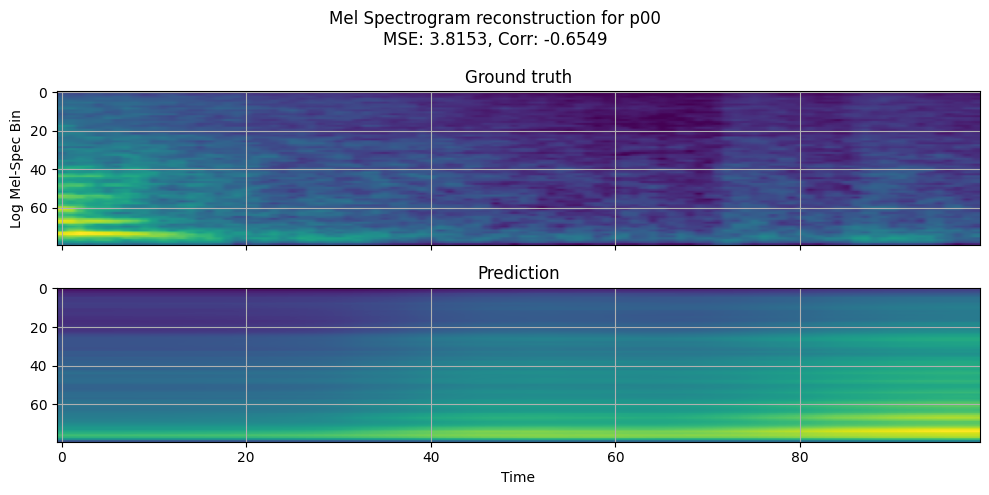 Mel Spectrogram reconstruction for p00
MSE: 3.8153, Corr: -0.6549
Ground truth
Log Mel-Spec Bin
0
20
40
60
Prediction
0
20
40
60
0 20 40 60 80
Time